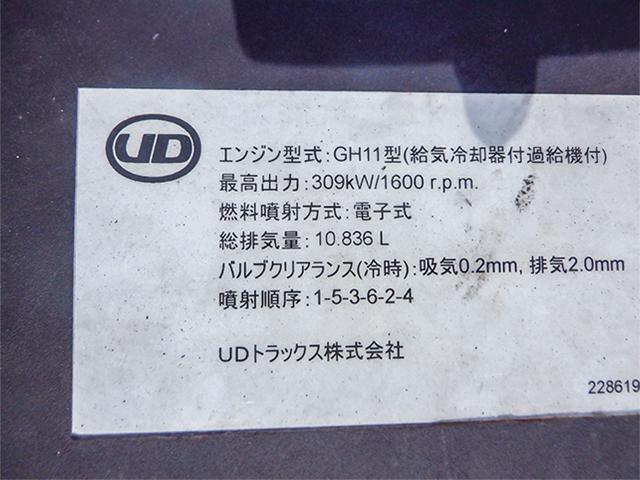 UD
エンジン型式:GH11型(給気冷却器付過給機付)
最高出力:309kW/1600 r.p.m.
燃料噴射方式:電子式
総排気量:10.836 L
バルブクリアランス(冷時):吸気0.2mm, 排気2.0mm
噴射順序:1-5-3-6-2-4
UDトラックス株式会社
228619